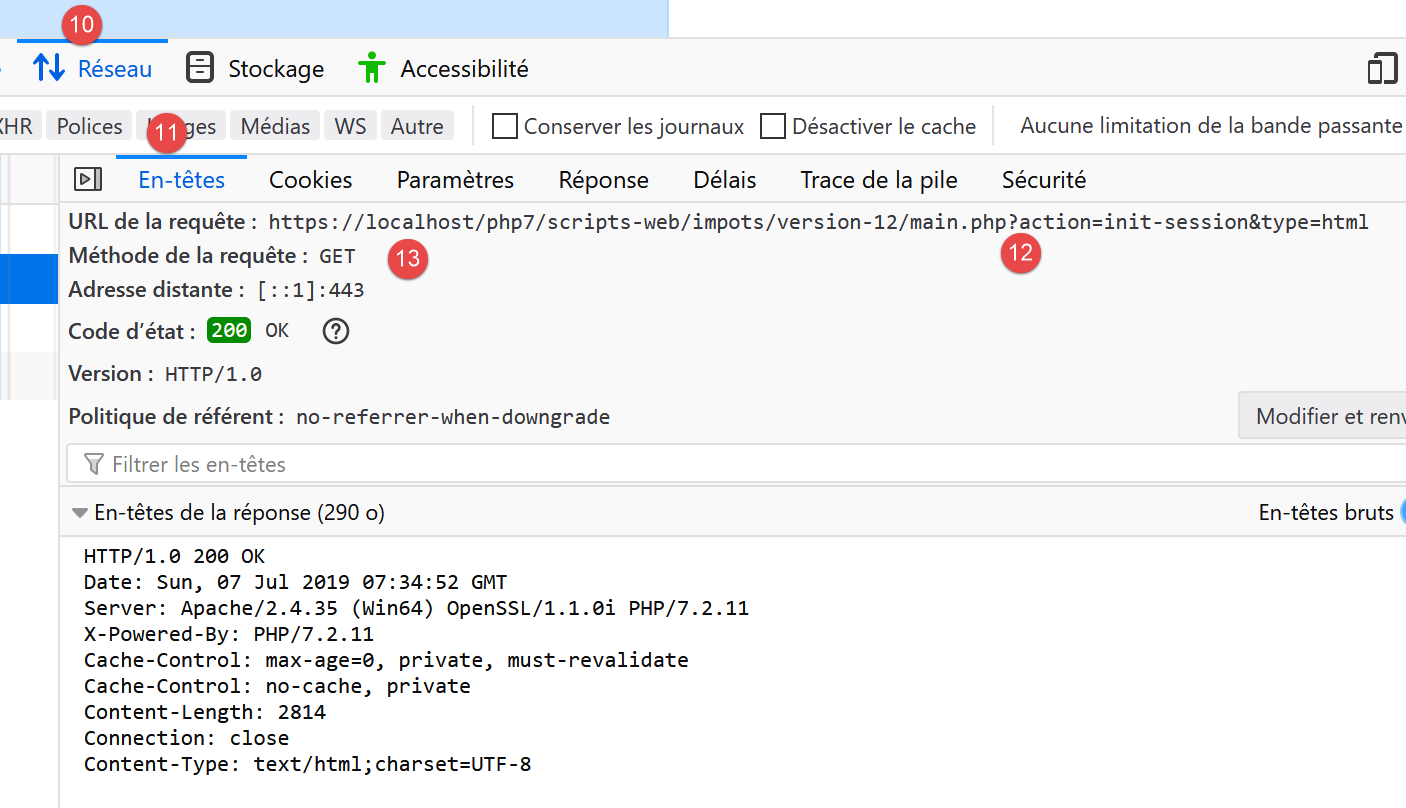 10
Réseau Stockage Accessibilité
XHR Polices 11 ges Médias WS Autre Conserver les journaux Désactiver le cache Aucune limitation de la bande passante
En-têtes Cookies Paramètres Réponse Délais Trace de la pile Sécurité
URL de la requête : https://localhost/php7/scripts-web/impots/version-12/main.php?action=init-session&type=html
Méthode de la requête : GET 13 12
Adresse distante : [::1]:443
Code d'état : 200 OK ?
Version : HTTP/1.0
Politique de référent : no-referrer-when-downgrade Modifier et renv
Filtrer les en-têtes
En-têtes de la réponse (290 o) En-têtes bruts
HTTP/1.0 200 OK
Date: Sun, 07 Jul 2019 07:34:52 GMT
Server: Apache/2.4.35 (Win64) OpenSSL/1.1.0i PHP/7.2.11
X-Powered-By: PHP/7.2.11
Cache-Control: max-age=0, private, must-revalidate
Cache-Control: no-cache, private
Content-Length: 2814
Connection: close
Content-Type: text/html;charset=UTF-8